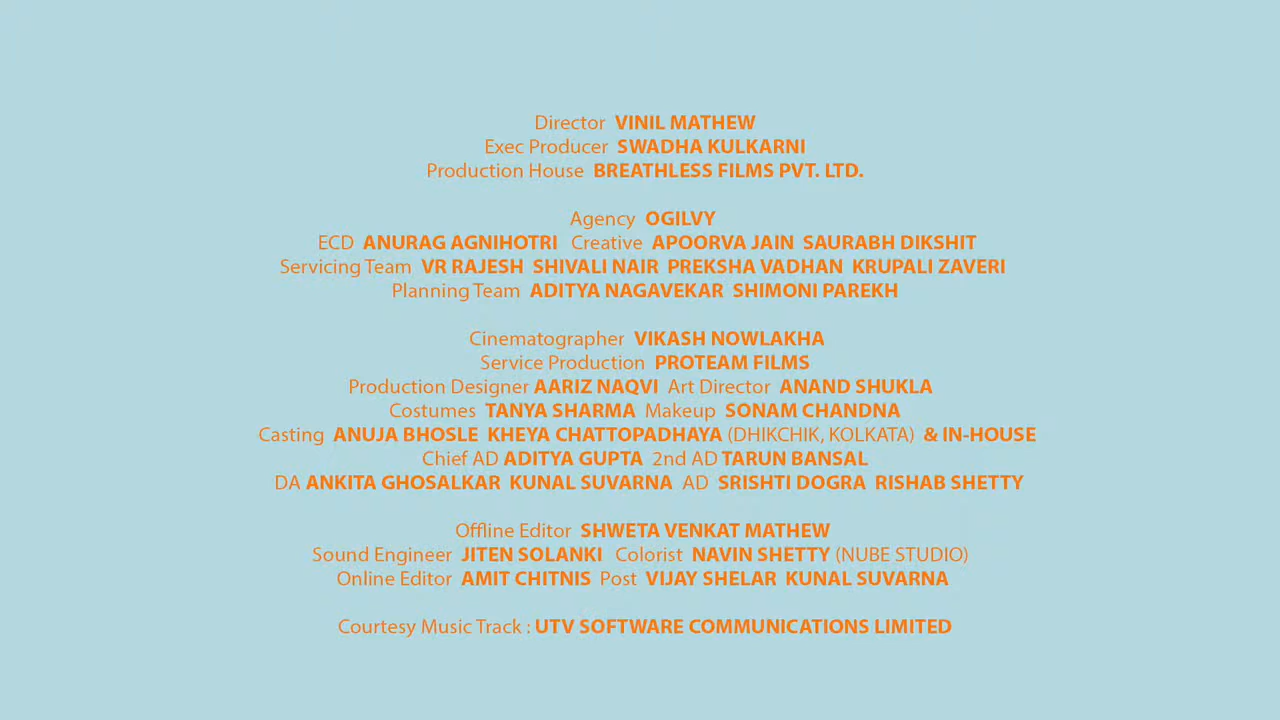 Director VINIL MATHEW
Exec Producer SWADHA KULKARNI
Production House BREATHLESS FILMS PVT. LTD.
Agency OGILVY
ECD ANURAG AGNIHOTRI Creative APOORVA JAIN SAURABH DIKSHIT
Servicing Team VR RAJESH SHIVALI NAIR PREKSHA VADHAN KRUPALI ZAVERI
Planning Team ADITYA NAGAVEKAR SHIMONI PAREKH
Cinematographer VIKASH NOWLAKHA
Service Production PROTEAM FILMS
Production Designer AARIZ NAQVI Art Director ANAND SHUKLA
Costumes TANYA SHARMA Makeup SONAM CHANDNA
Casting ANUJA BHOSLE KHEYA CHATTOPADHAYA (DHIKCHIK, KOLKATA) & IN-HOUSE
Chief AD ADITYA GUPTA 2nd AD TARUN BANSAL
DA ANKITA GHOSALKAR KUNAL SUVARNA AD SRISHTI DOGRA RISHAB SHETTY
Offline Editor SHWETA VENKAT MATHEW
Sound Engineer JITEN SOLANKI Colorist NAVIN SHETTY (NUBE STUDIO)
Online Editor AMIT CHITNIS Post VIJAY SHELAR KUNAL SUVARNA
Courtesy Music Track : UTV SOFTWARE COMMUNICATIONS LIMITED